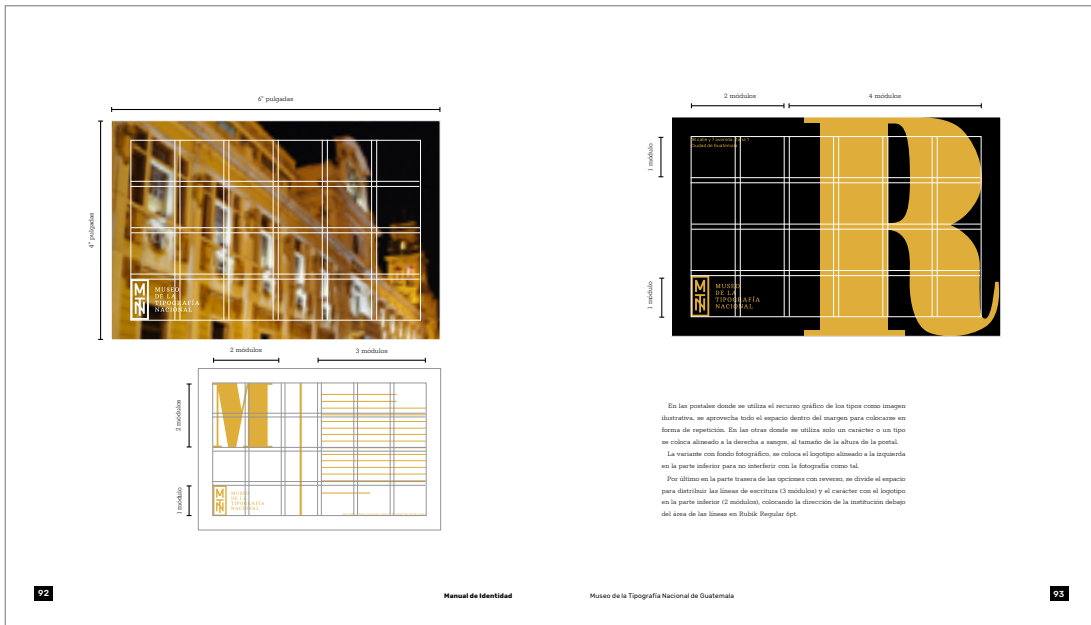 6" pulgadas
4" pulgadas
MUSEO
DE LA
TIPOGRAFÍA
NACIONAL
2 módulos
3 módulos
2 módulos
1 módulo
M
MUSEO
DE LA
TIPOGRAFÍA
NACIONAL
92
Manual de Identidad
2 módulos
4 módulos
1 módulo
1 módulo
Ciudad de Guatemala
R
MUSEO
DE LA
TIPOGRAFÍA
NACIONAL
En las postales donde se utiliza el recurso gráfico de los tipos como imagen
ilustrativa, se aprovecha todo el espacio dentro del margen para colocarse en
forma de repetición. En las otras donde se utiliza solo un carácter o un tipo
se coloca alineado a la derecha a sangre, al tamaño de la altura de la postal.
La variante con fondo fotográfico, se coloca el logotipo alineado a la izquierda
en la parte inferior para no interferir con la fotografía como tal.
Por último en la parte trasera de las opciones con reverso, se divide el espacio
para distribuir las líneas de escritura (3 módulos) y el carácter con el logotipo
en la parte inferior (2 módulos), colocando la dirección de la institución debajo
del área de las líneas en Rubik Regular 6pt.
Museo de la Tipografía Nacional de Guatemala
93